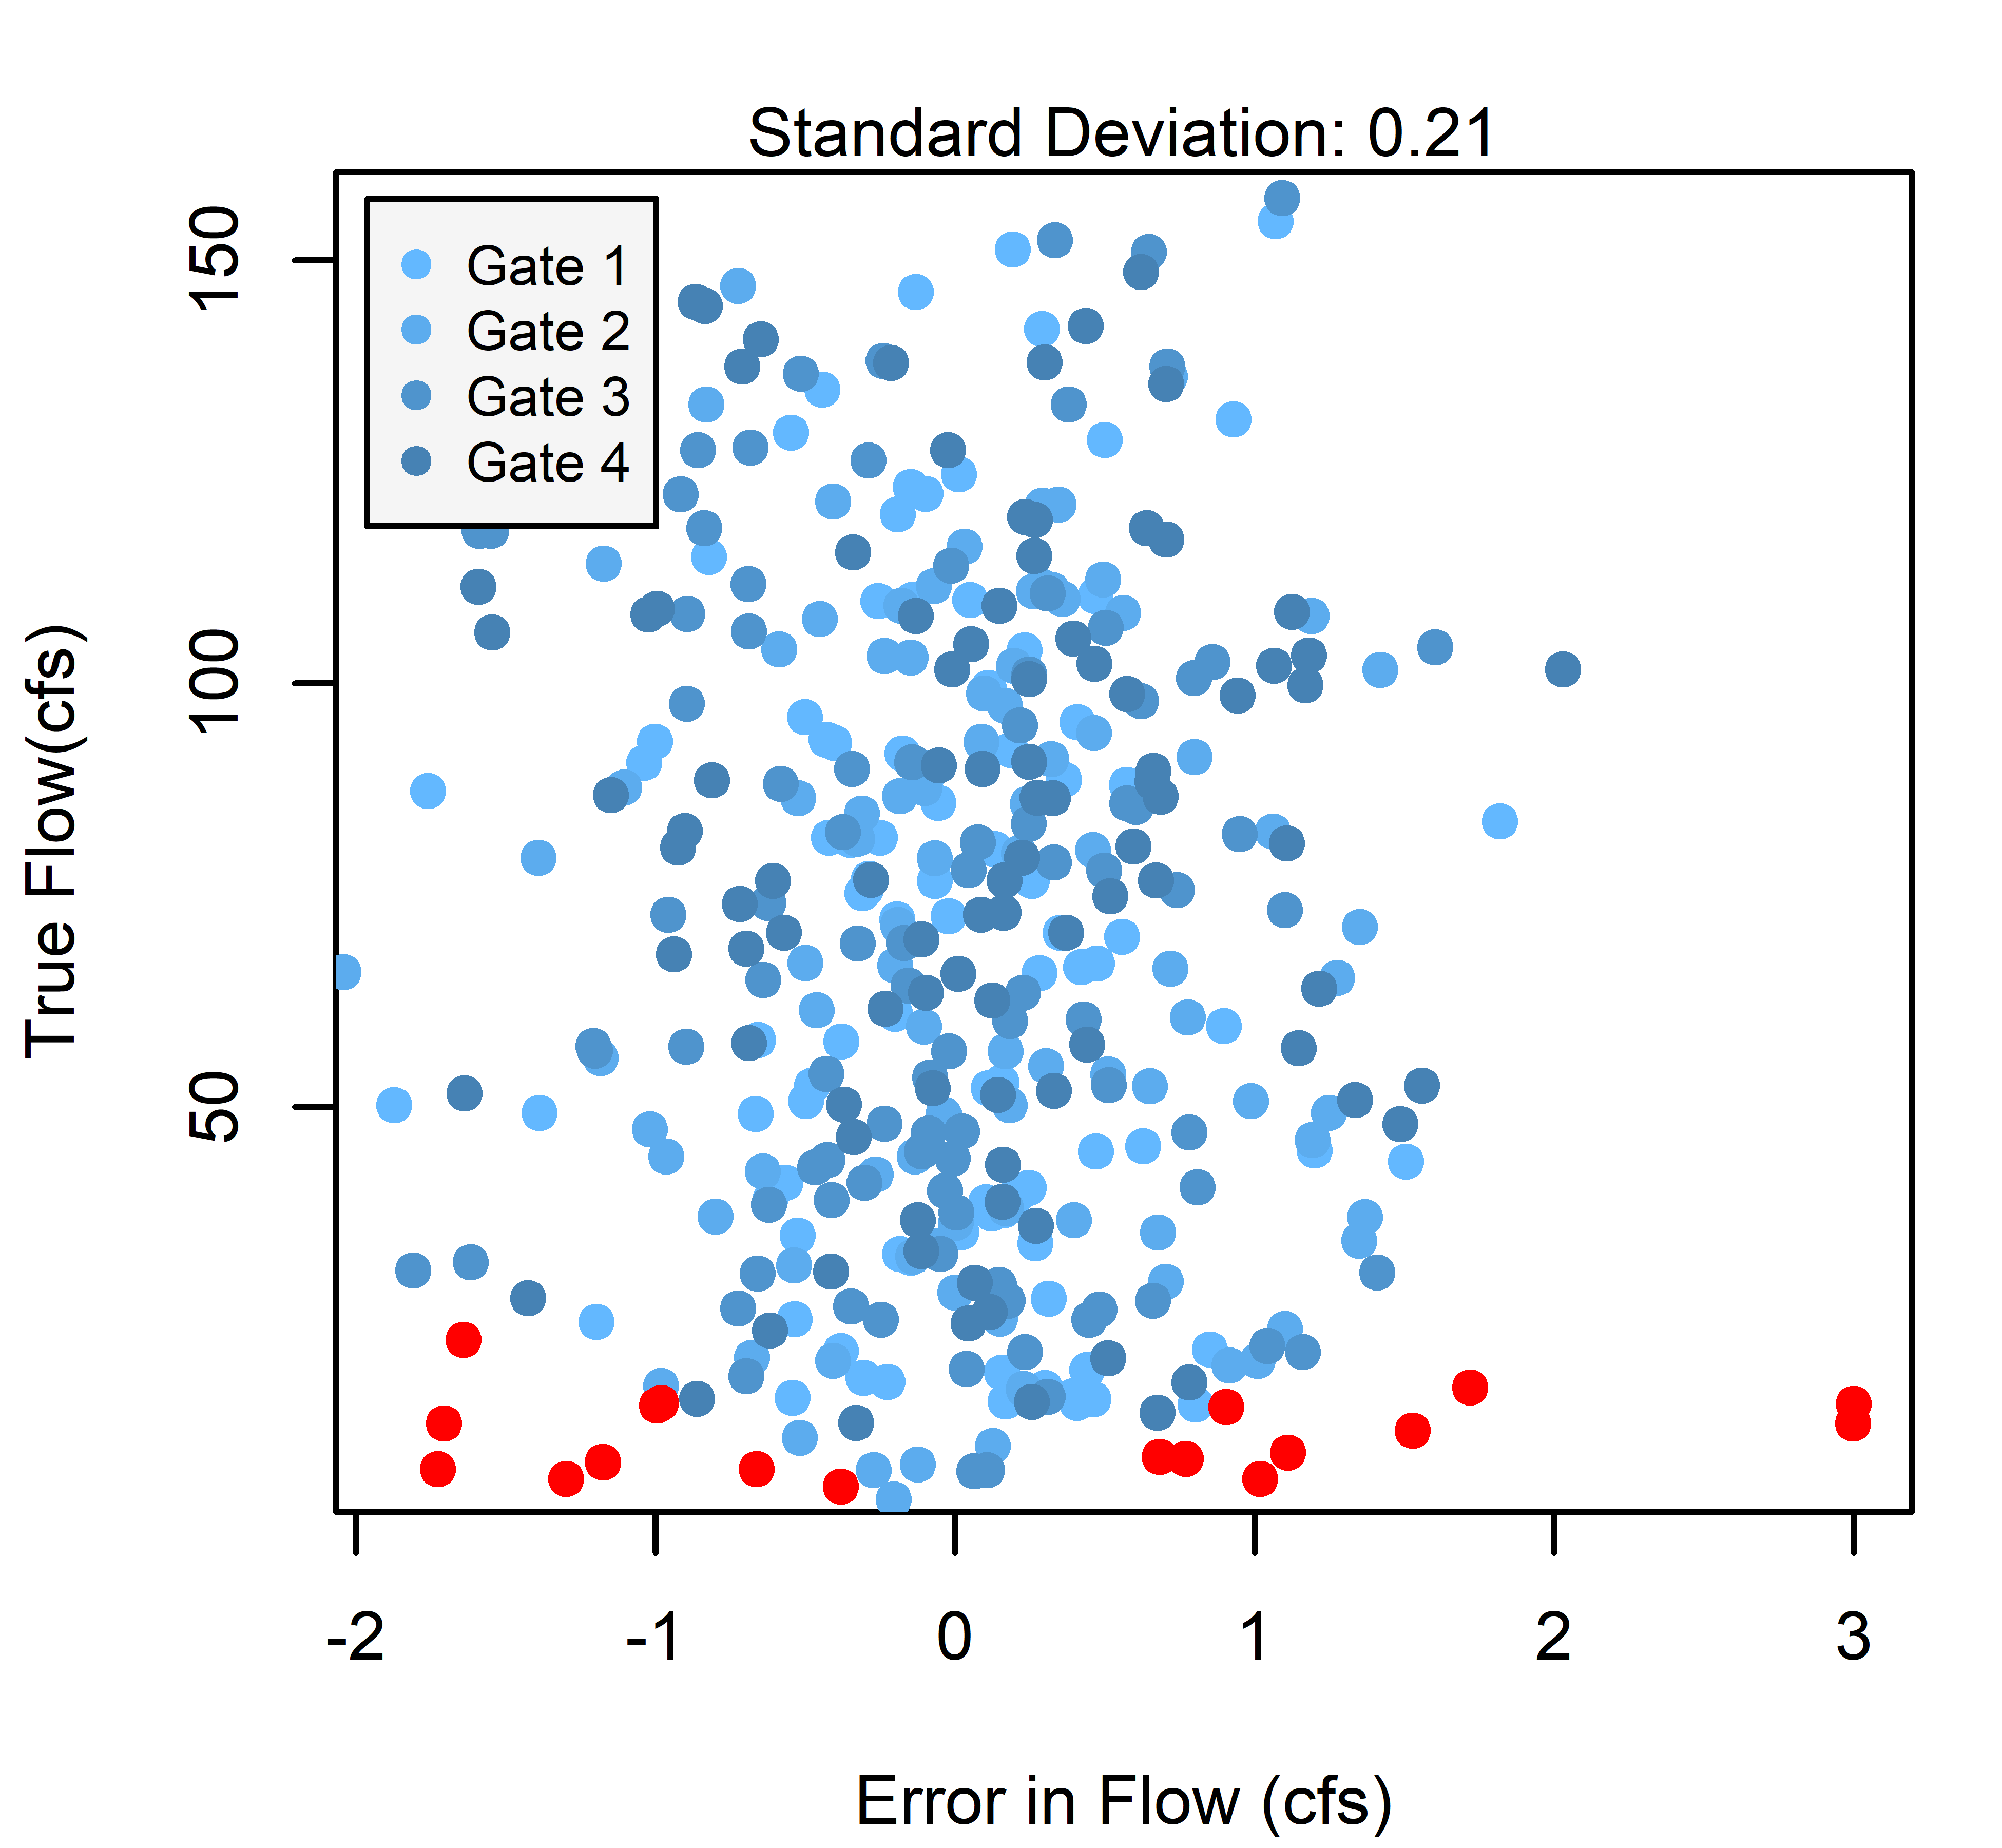 Standard Deviation: 0.21
Gate 1
Gate 2
Gate 3
Gate 4
True Flow(cfs)
150
100
50
-2 -1 0 1 2 3
Error in Flow (cfs)